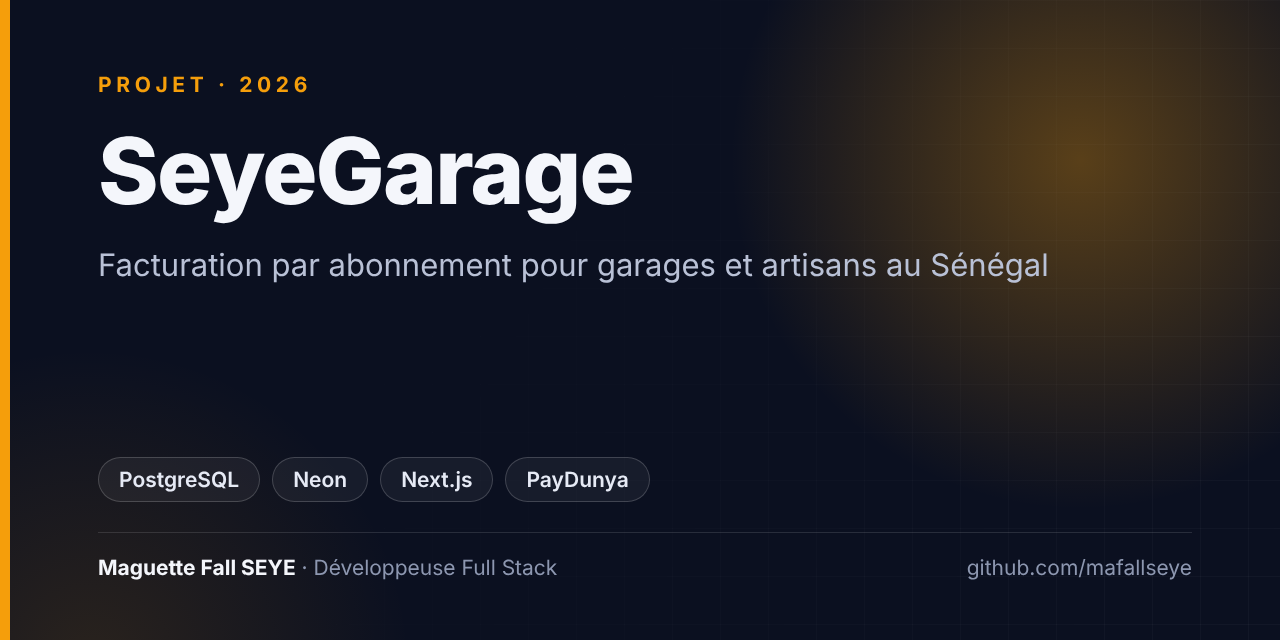 PROJET · 2026
SeyeGarage
Facturation par abonnement pour garages et artisans au Sénégal
PostgreSQL Neon Next.js PayDunya
Maguette Fall SEYE · Développeuse Full Stack github.com/mafallseye